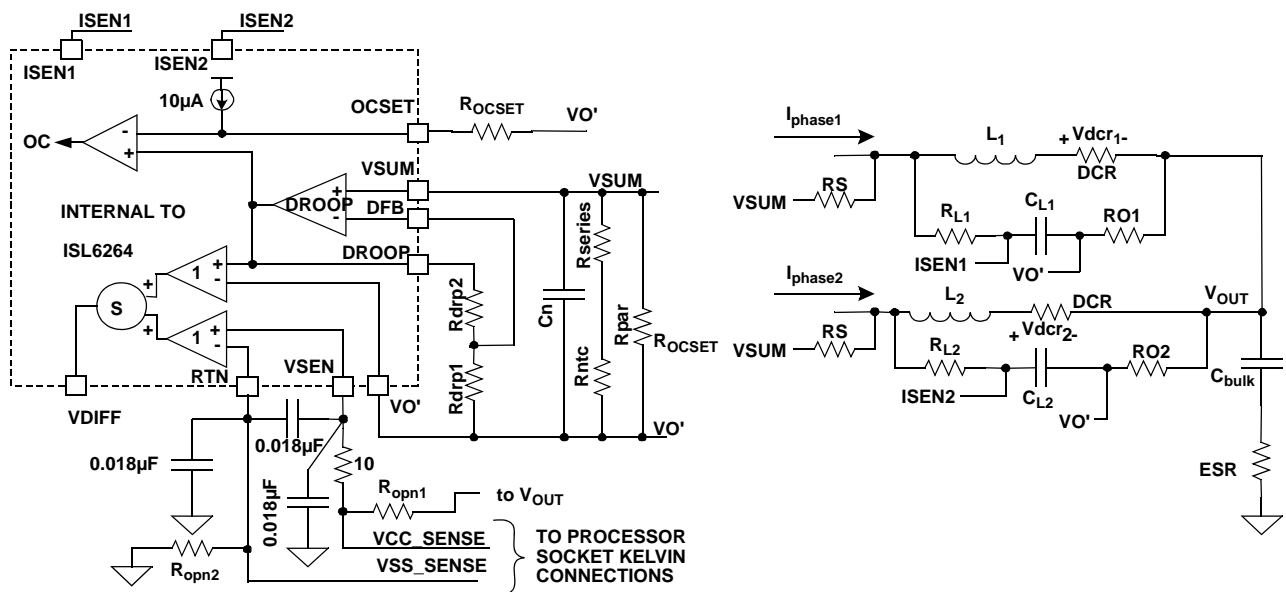 ISEN1
ISEN2
ISEN1
ISEN2
10µA
OCSET
ROCSET
VO'
OC
-
+
VSUM
VSUM
INTERNAL TO
ISL6264
+
DROOP
-
DFB
DROOP
1
+
-
S
+
+
1
+
-
RTN
VSEN
VO'
VDIFF
Rdrp2
Rdrp1
Cn
Rseries
Rntc
Rpar
ROCSET
VO'
0.018µF
0.018µF
0.018µF
10
Ropn1
to VOUT
Ropn2
VCC_SENSE
VSS_SENSE
TO PROCESSOR
SOCKET KELVIN
CONNECTIONS
Iphase1
L1
+ Vdcr1-
DCR
RS
VSUM
RL1
CL1
RO1
ISEN1
VO'
Iphase2
L2
DCR
VOUT
+ Vdcr2-
RS
VSUM
RL2
CL2
RO2
ISEN2
VO'
Cbulk
ESR